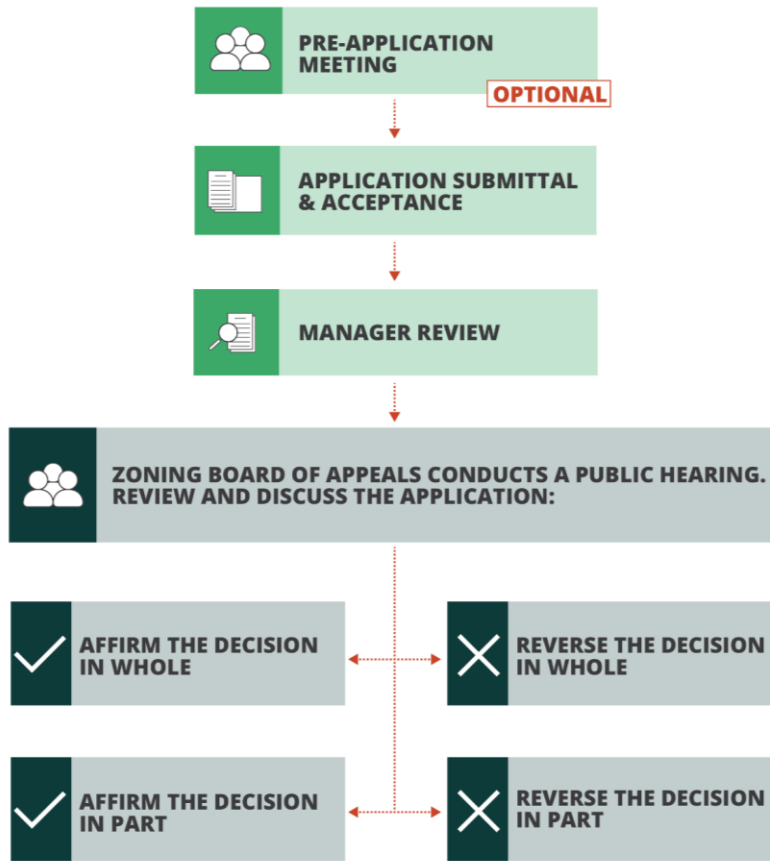 PRE-APPLICATION
MEETING
OPTIONAL
APPLICATION SUBMITTAL
& ACCEPTANCE
MANAGER REVIEW
ZONING BOARD OF APPEALS CONDUCTS A PUBLIC HEARING.
REVIEW AND DISCUSS THE APPLICATION:
AFFIRM THE DECISION
IN WHOLE
REVERSE THE DECISION
IN WHOLE
AFFIRM THE DECISION
IN PART
REVERSE THE DECISION
IN PART